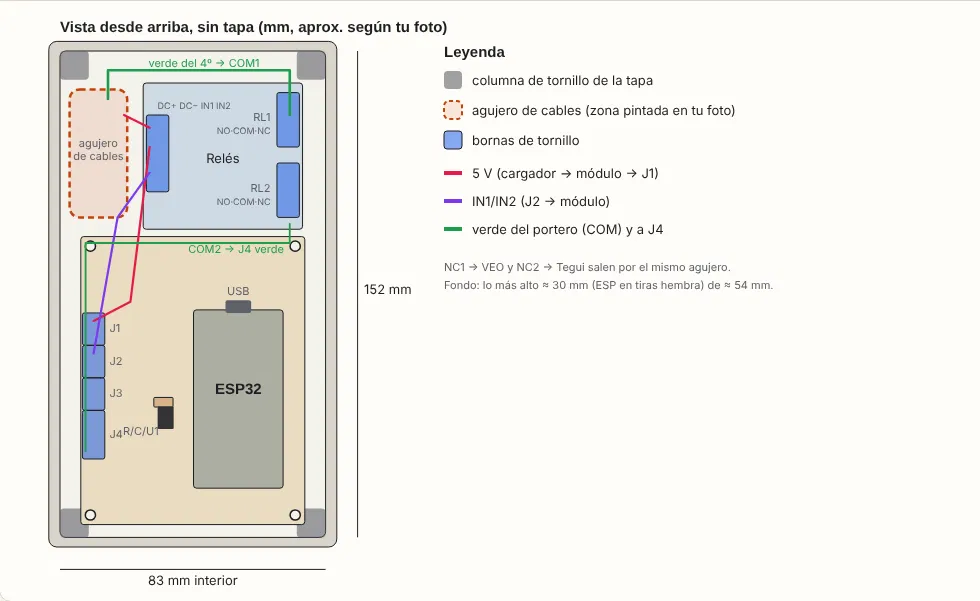 Vista desde arriba, sin tapa (mm, aprox. según tu foto)
verde del 4º → COM1
DC+ DC− IN1 IN2
RL1
NO·COM·NC
agujero
de cables
Relés
RL2
NO·COM·NC
COM2 → J4 verde
USB
J1
J2
J3
J4
R/C/U1
ESP32
152 mm
83 mm interior
Leyenda
columna de tornillo de la tapa
agujero de cables (zona pintada en tu foto)
bornas de tornillo
5 V (cargador → módulo → J1)
IN1/IN2 (J2 → módulo)
verde del portero (COM) y a J4
NC1 → VEO y NC2 → Tegui salen por el mismo agujero.
Fondo: lo más alto ≈ 30 mm (ESP en tiras hembra) de ≈ 54 mm.